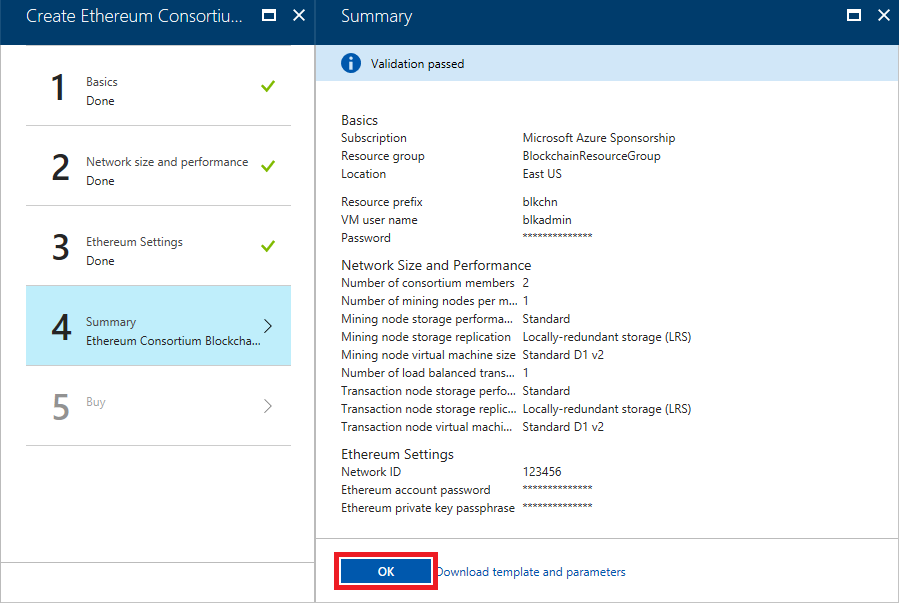 Create Ethereum Consortiu...
1
Basics
Done
2
Network size and performance
Done
3
Ethereum Settings
Done
4
Summary
Ethereum Consortium Blockcha...
5
Buy
Summary
Validation passed
Basics
Subscription Microsoft Azure Sponsorship
Resource group BlockchainResourceGroup
Location East US
Resource prefix blkchn
VM user name blkadmin
Password **************
Network Size and Performance
Number of consortium members 2
Number of mining nodes per m... 1
Mining node storage performa... Standard
Mining node storage replication Locally-redundant storage (LRS)
Mining node virtual machine size Standard D1 v2
Number of load balanced trans... 1
Transaction node storage perfo... Standard
Transaction node storage replic... Locally-redundant storage (LRS)
Transaction node virtual machi... Standard D1 v2
Ethereum Settings
Network ID 123456
Ethereum account password **************
Ethereum private key passphrase **************
OK Download template and parameters